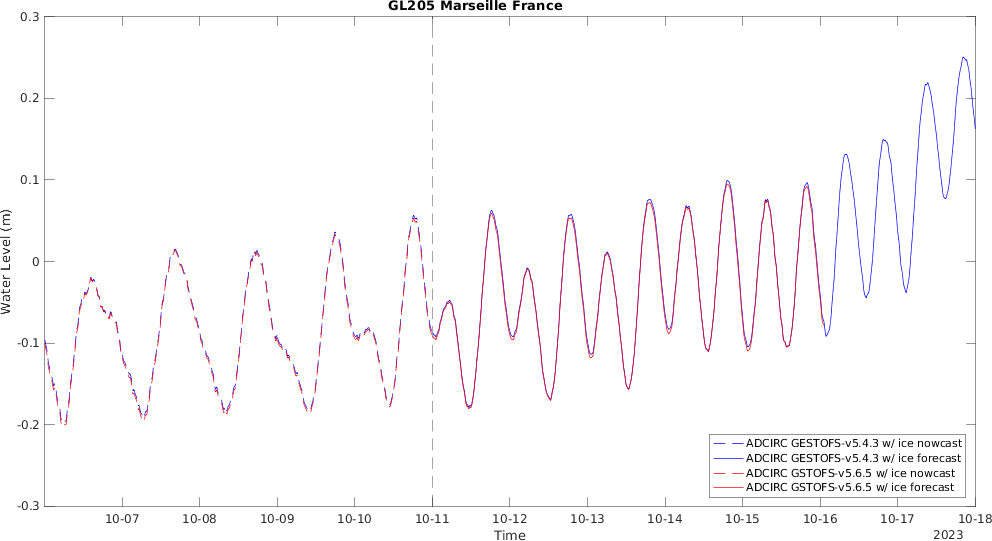 GL205 Marseille France
0.3
0.2
0.1
0
-0.1
-0.2
-0.3
Water Level (m)
ADCIRC GESTOFS-v5.4.3 w/ ice nowcast
ADCIRC GESTOFS-v5.4.3 w/ ice forecast
ADCIRC GSTOFS-v5.6.5 w/ ice nowcast
ADCIRC GSTOFS-v5.6.5 w/ ice forecast
10-07 10-08 10-09 10-10 10-11 10-12 10-13 10-14 10-15 10-16 10-17 10-18
Time
2023